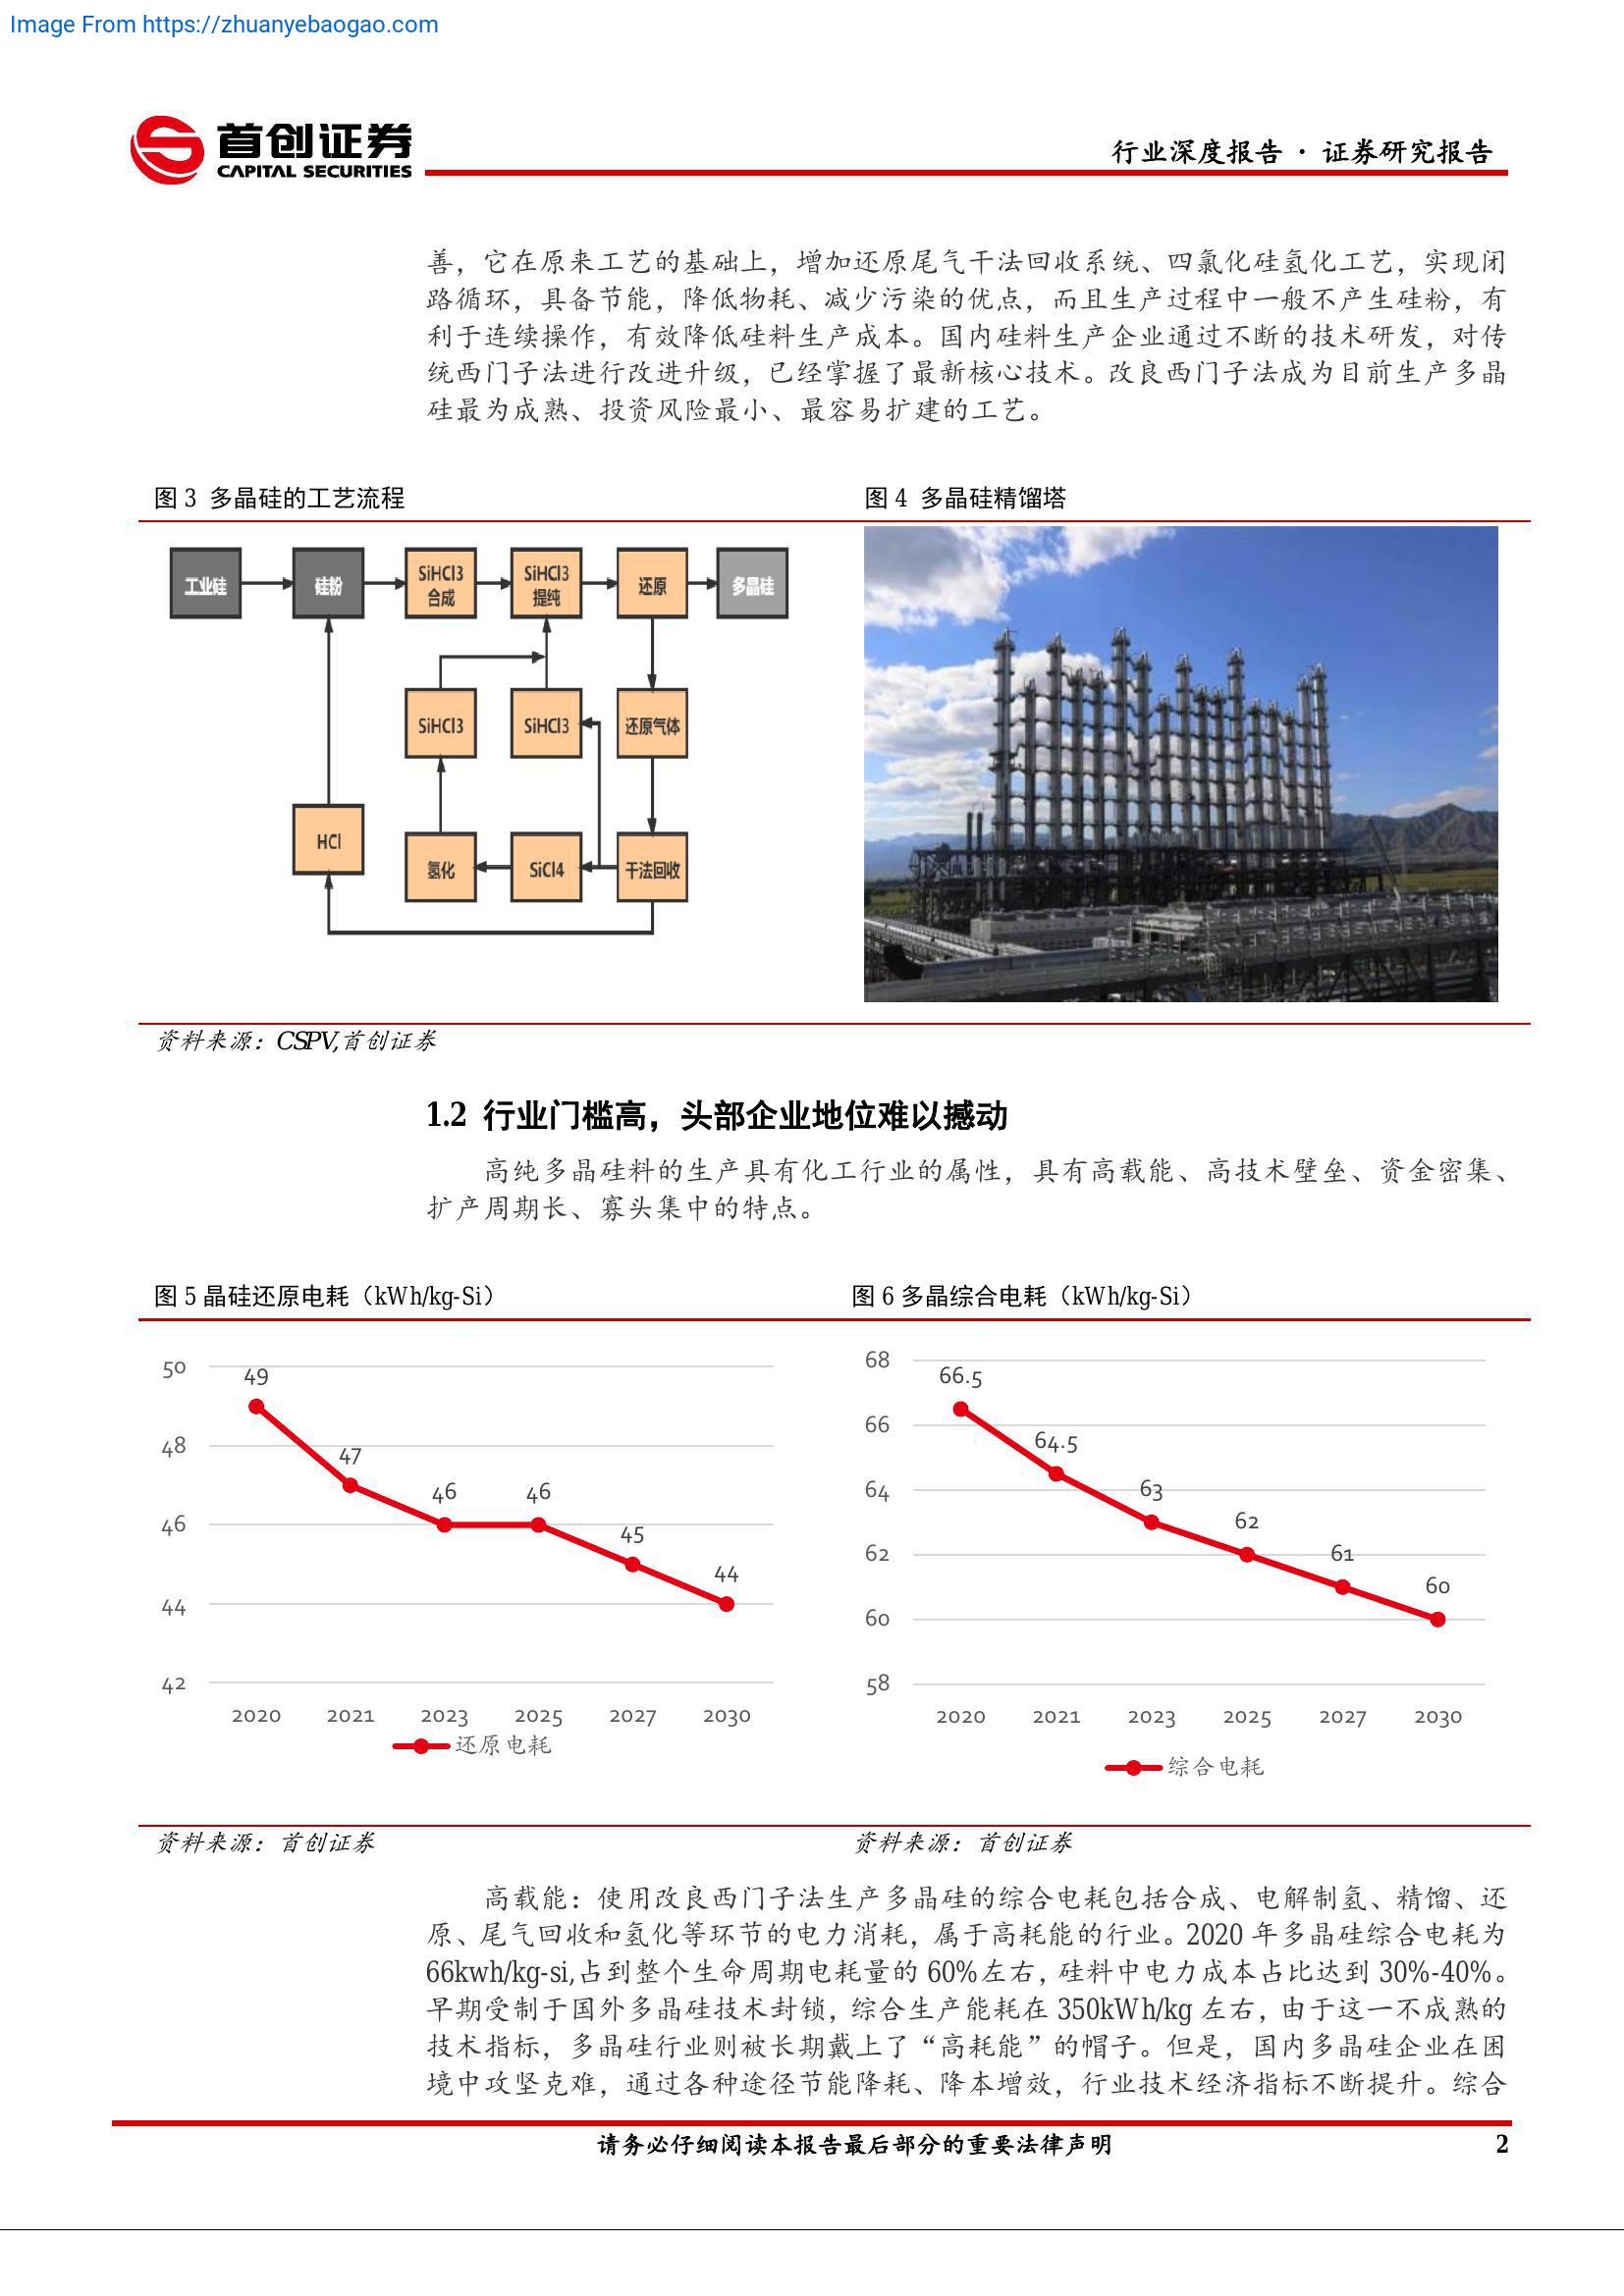 Image From https://zhuanyebaogao.com
首创证券
CAPITAL SECURITIES
行业深度报告 · 证券研究报告
善，它在原来工艺的基础上，增加还原尾气干法回收系统、四氯化硅氢化工艺，实现闭
路循环，具备节能，降低物耗、减少污染的优点，而且生产过程中一般不产生硅粉，有
利于连续操作，有效降低硅料生产成本。国内硅料生产企业通过不断的技术研发，对传
统西门子法进行改进升级，已经掌握了最新核心技术。改良西门子法成为目前生产多晶
硅最为成熟、投资风险最小、最容易扩建的工艺。
图 3 多晶硅的工艺流程
图 4 多晶硅精馏塔
工业硅
硅粉
SiHCl3
合成
SiHCl3
提纯
还原
多晶硅
SiHCl3
SiHCl3
还原气体
HCl
氢化
SiCl4
干法回收
资料来源：CSPV,首创证券
1.2 行业门槛高，头部企业地位难以撼动
高纯多晶硅料的生产具有化工行业的属性，具有高载能、高技术壁垒、资金密集、
扩产周期长、寡头集中的特点。
图 5 晶硅还原电耗（kWh/kg-Si）
50
48
46
44
42
49
47
46
46
45
44
2020 2021 2023 2025 2027 2030
还原电耗
图 6 多晶综合电耗（kWh/kg-Si）
68
66
64
62
60
58
66.5
64.5
63
62
61
60
2020 2021 2023 2025 2027 2030
综合电耗
资料来源：首创证券
资料来源：首创证券
高载能：使用改良西门子法生产多晶硅的综合电耗包括合成、电解制氢、精馏、还
原、尾气回收和氢化等环节的电力消耗，属于高耗能的行业。2020 年多晶硅综合电耗为
66kwh/kg-si,占到整个生命周期电耗量的 60%左右，硅料中电力成本占比达到 30%-40%。
早期受制于国外多晶硅技术封锁，综合生产能耗在 350kWh/kg 左右，由于这一不成熟的
技术指标，多晶硅行业则被长期戴上了“高耗能”的帽子。但是，国内多晶硅企业在困
境中攻坚克难，通过各种途径节能降耗、降本增效，行业技术经济指标不断提升。综合
请务必仔细阅读本报告最后部分的重要法律声明
2